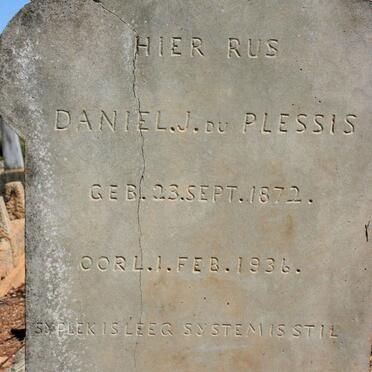 HIER RUS
DANIEL.J. DU PLESSIS
GEB. 23.SEPT. 1872.
OORL.1.FEB.1936.
SY PLEK IS LEEG SY STEM IS STIL